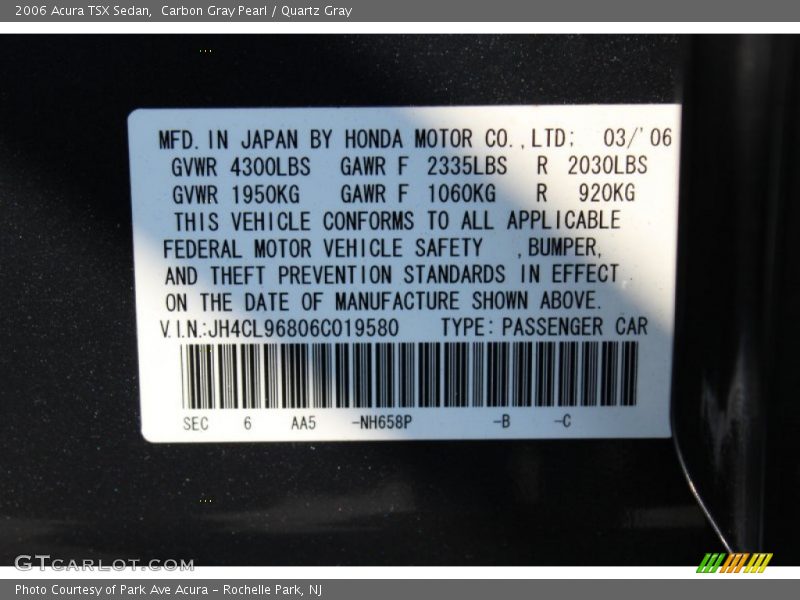 2006 Acura TSX Sedan, Carbon Gray Pearl / Quartz Gray
MFD. IN JAPAN BY HONDA MOTOR CO.,LTD; 03/'06
GVWR 4300LBS GAWR F 2335LBS R 2030LBS
GVWR 1950KG GAWR F 1060KG R 920KG
THIS VEHICLE CONFORMS TO ALL APPLICABLE
FEDERAL MOTOR VEHICLE SAFETY ,BUMPER,
AND THEFT PREVENTION STANDARDS IN EFFECT
ON THE DATE OF MANUFACTURE SHOWN ABOVE.
V.I.N.:JH4CL96806C019580 TYPE: PASSENGER CAR
SEC 6 AA5 -NH658P -B -C
GTCARLOT.COM
Photo Courtesy of Park Ave Acura - Rochelle Park, NJ